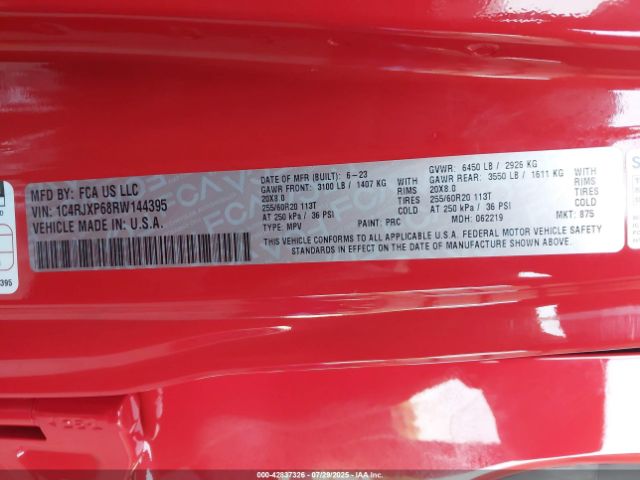 MFD BY: FCA US LLC
VIN: 1C4RJXP68RW144395
VEHICLE MADE IN: U.S.A.
DATE OF MFR (BUILT): 6-23
GAWR FRONT: 3100 LB / 1407 KG WITH
20X8.0 RIMS
255/60R20 113T TIRES
AT 250 kPa / 36 PSI COLD
TYPE: MPV PAINT: PRC
GVWR: 6450 LB / 2925 KG
GAWR REAR: 3550 LB / 1611 KG WITH
20X8.0 RIMS
255/60R20 113T TIRES
AT 250 kPa / 36 PSI COLD
MDH: 062219 MKT: 875
THIS VEHICLE CONFORMS TO ALL APPLICABLE U.S.A. FEDERAL MOTOR VEHICLE SAFETY
STANDARDS IN EFFECT ON THE DATE OF MANUFACTURE SHOWN ABOVE.
395
000-42837326 - 07/29/2025 - IAA Inc.